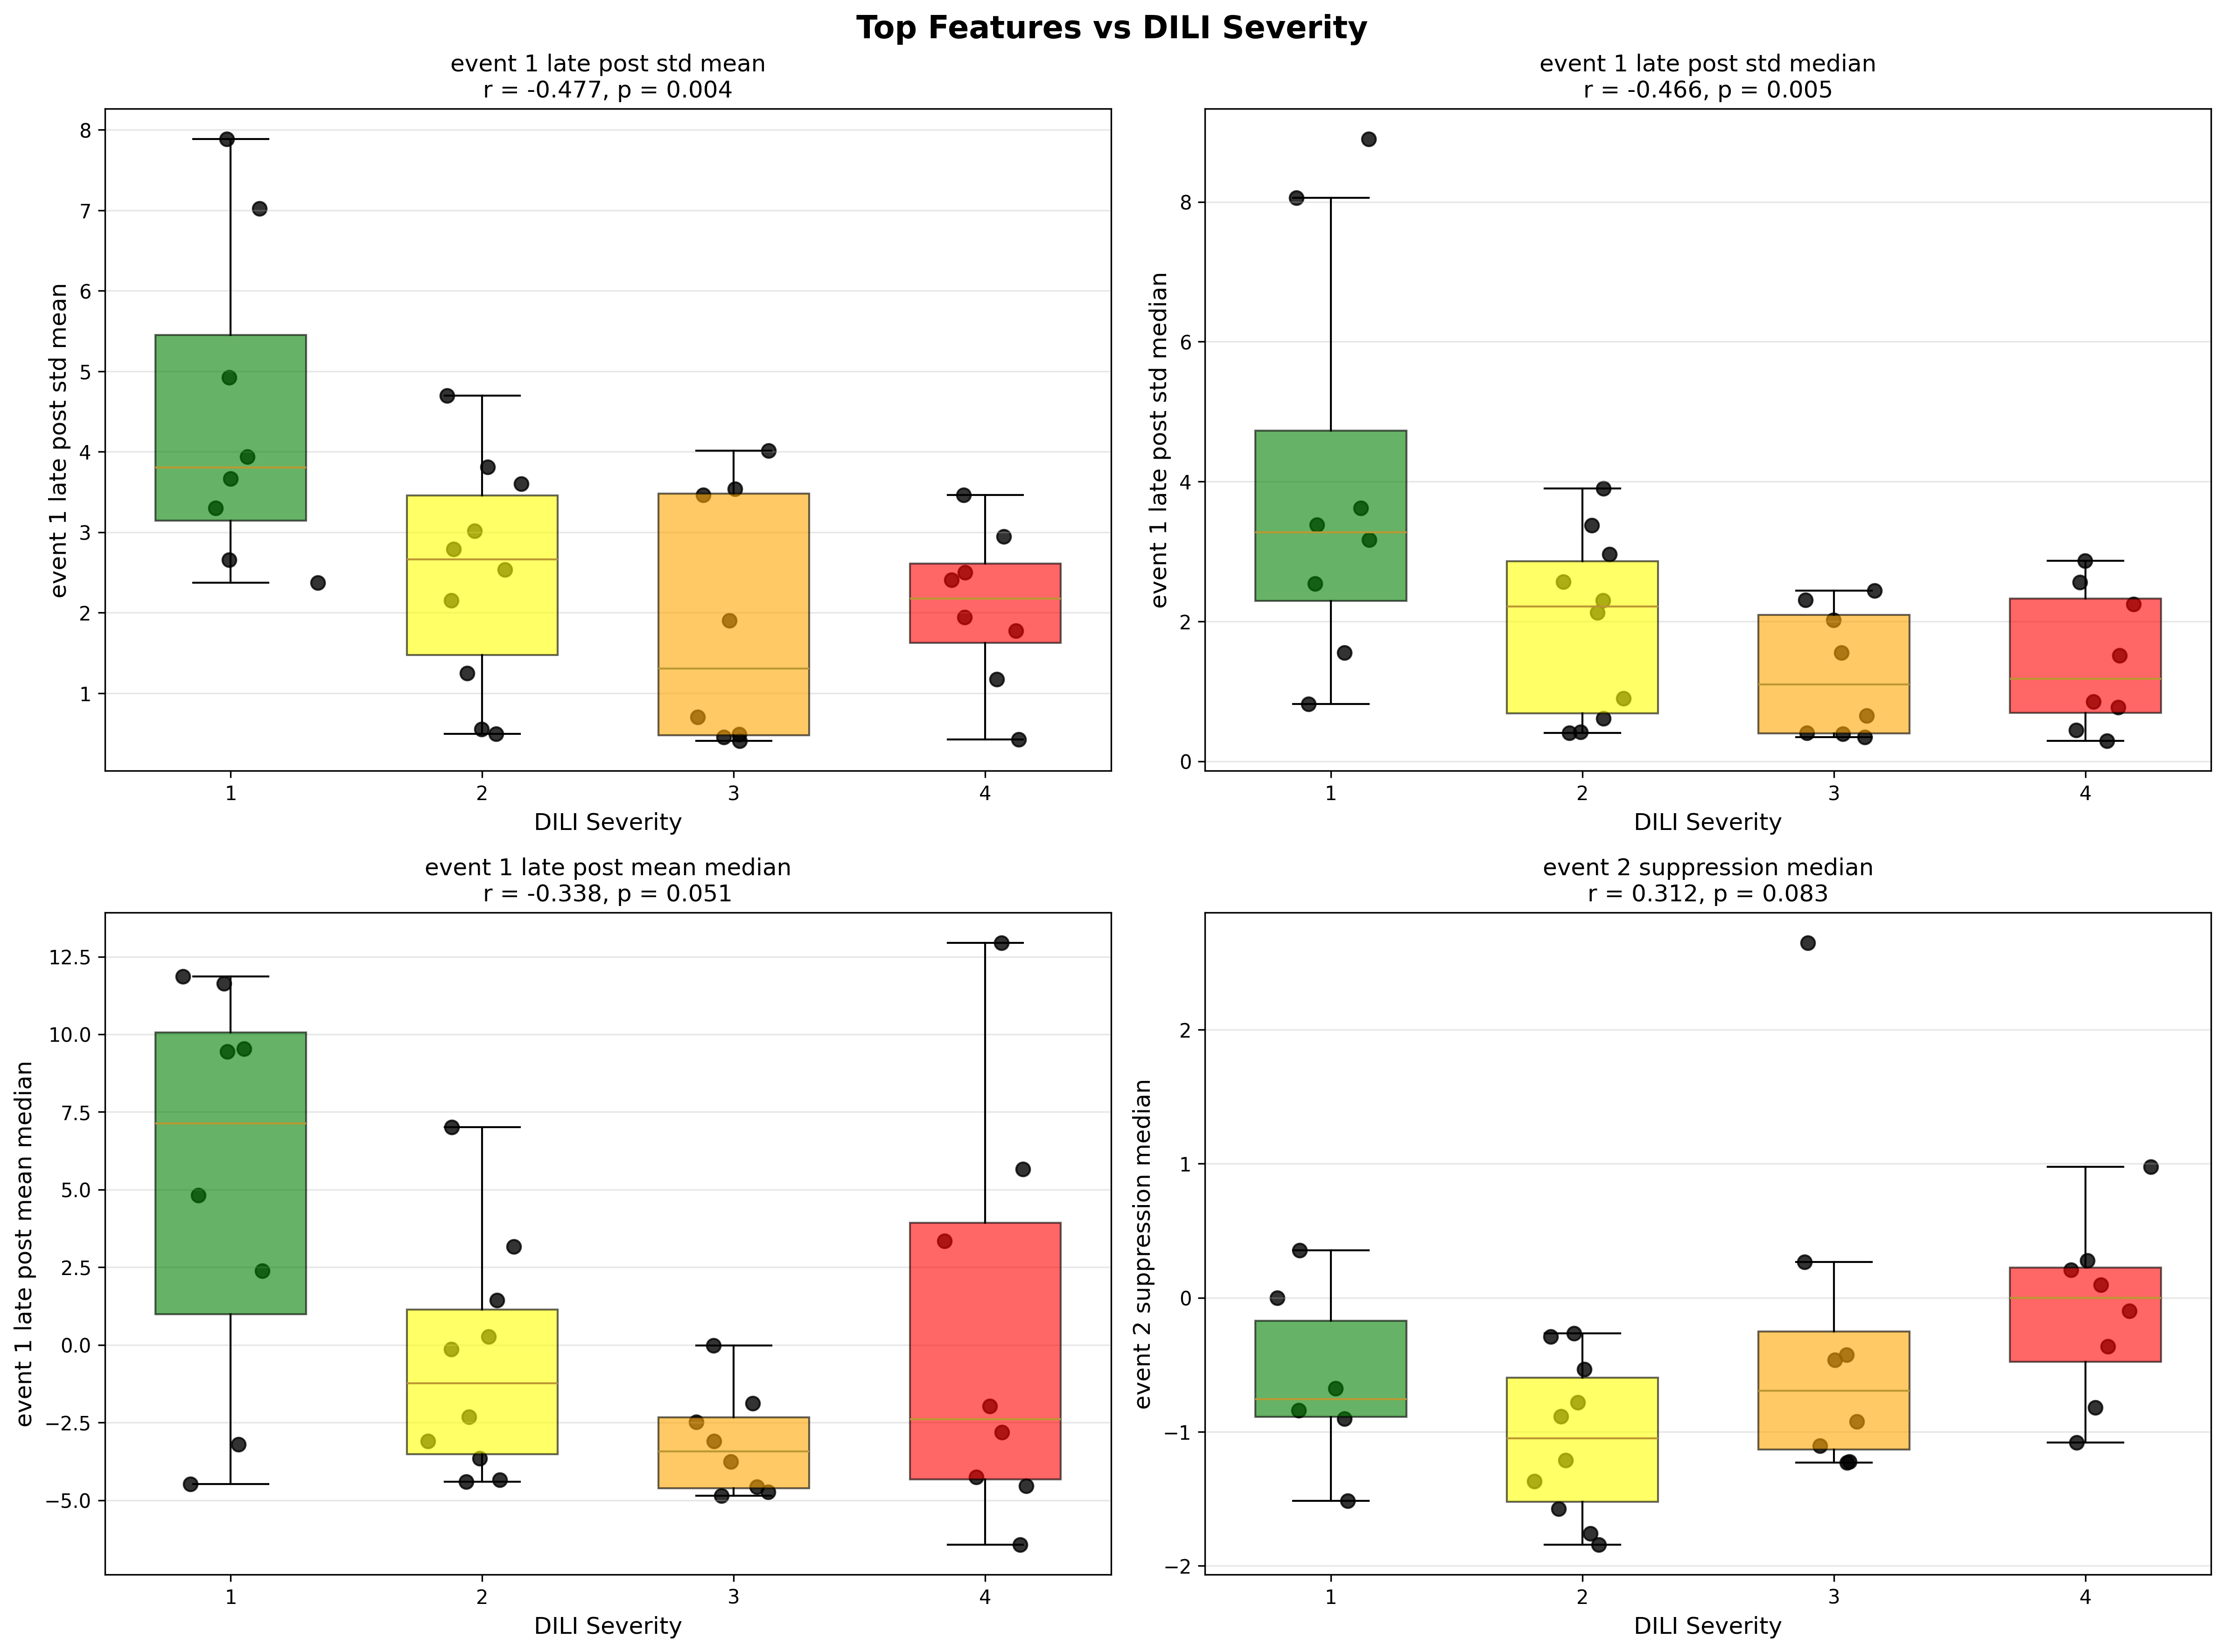 Top Features vs DILI Severity
event 1 late post std mean
r = -0.477, p = 0.004
event 1 late post std mean
8
7
6
5
4
3
2
1
1 2 3 4
DILI Severity
event 1 late post std median
r = -0.466, p = 0.005
event 1 late post std median
8
6
4
2
0
1 2 3 4
DILI Severity
event 1 late post mean median
r = -0.338, p = 0.051
event 1 late post mean median
12.5
10.0
7.5
5.0
2.5
0.0
−2.5
−5.0
1 2 3 4
DILI Severity
event 2 suppression median
r = 0.312, p = 0.083
event 2 suppression median
2
1
0
−1
−2
1 2 3 4
DILI Severity